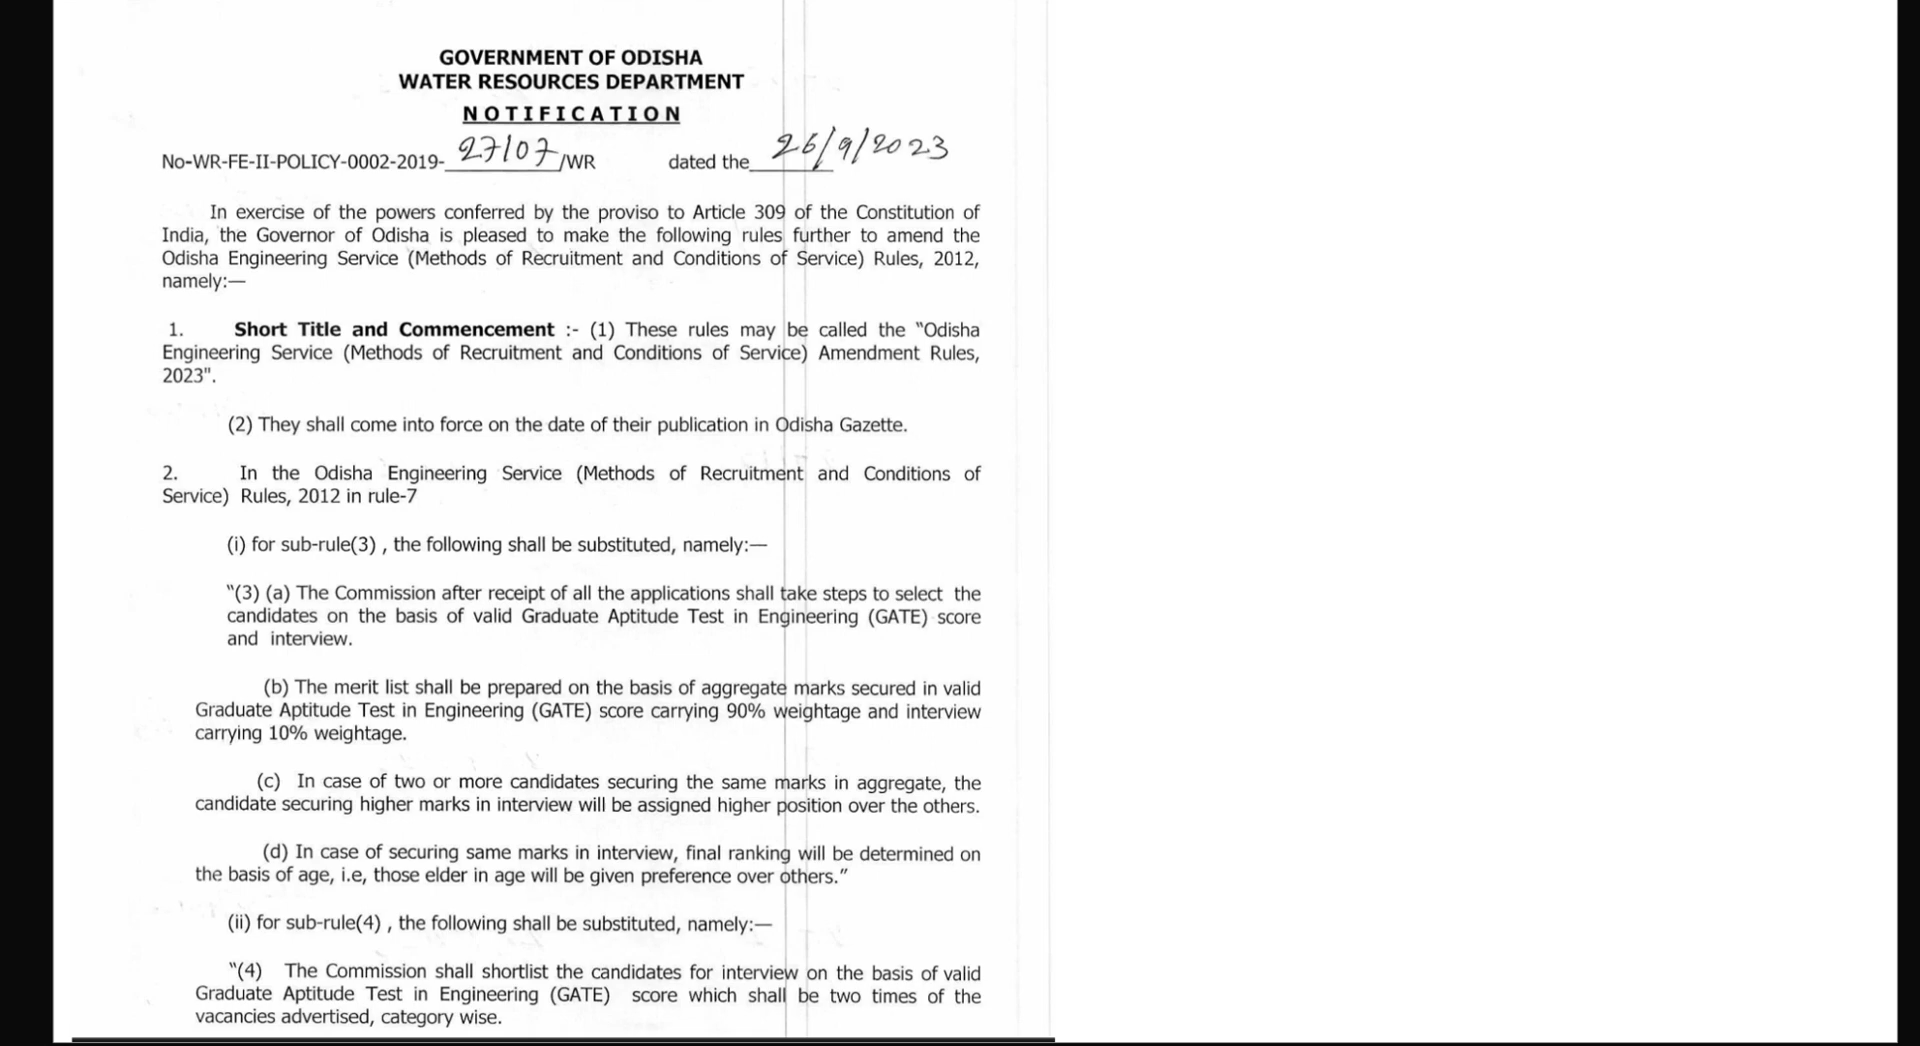 GOVERNMENT OF ODISHA
WATER RESOURCES DEPARTMENT
NOTIFICATION
No-WR-FE-II-POLICY-0002-2019- 27107 /WR dated the 26/9/2023
In exercise of the powers conferred by the proviso to Article 309 of the Constitution of
India, the Governor of Odisha is pleased to make the following rules further to amend the
Odisha Engineering Service (Methods of Recruitment and Conditions of Service) Rules, 2012,
namely:—
1. Short Title and Commencement :- (1) These rules may be called the "Odisha
Engineering Service (Methods of Recruitment and Conditions of Service) Amendment Rules,
2023".
(2) They shall come into force on the date of their publication in Odisha Gazette.
2. In the Odisha Engineering Service (Methods of Recruitment and Conditions of
Service) Rules, 2012 in rule-7
(i) for sub-rule(3) , the following shall be substituted, namely:—
"(3) (a) The Commission after receipt of all the applications shall take steps to select the
candidates on the basis of valid Graduate Aptitude Test in Engineering (GATE) score
and interview.
(b) The merit list shall be prepared on the basis of aggregate marks secured in valid
Graduate Aptitude Test in Engineering (GATE) score carrying 90% weightage and interview
carrying 10% weightage.
(c) In case of two or more candidates securing the same marks in aggregate, the
candidate securing higher marks in interview will be assigned higher position over the others.
(d) In case of securing same marks in interview, final ranking will be determined on
the basis of age, i.e, those elder in age will be given preference over others."
(ii) for sub-rule(4) , the following shall be substituted, namely:—
"(4) The Commission shall shortlist the candidates for interview on the basis of valid
Graduate Aptitude Test in Engineering (GATE) score which shall be two times of the
vacancies advertised, category wise.